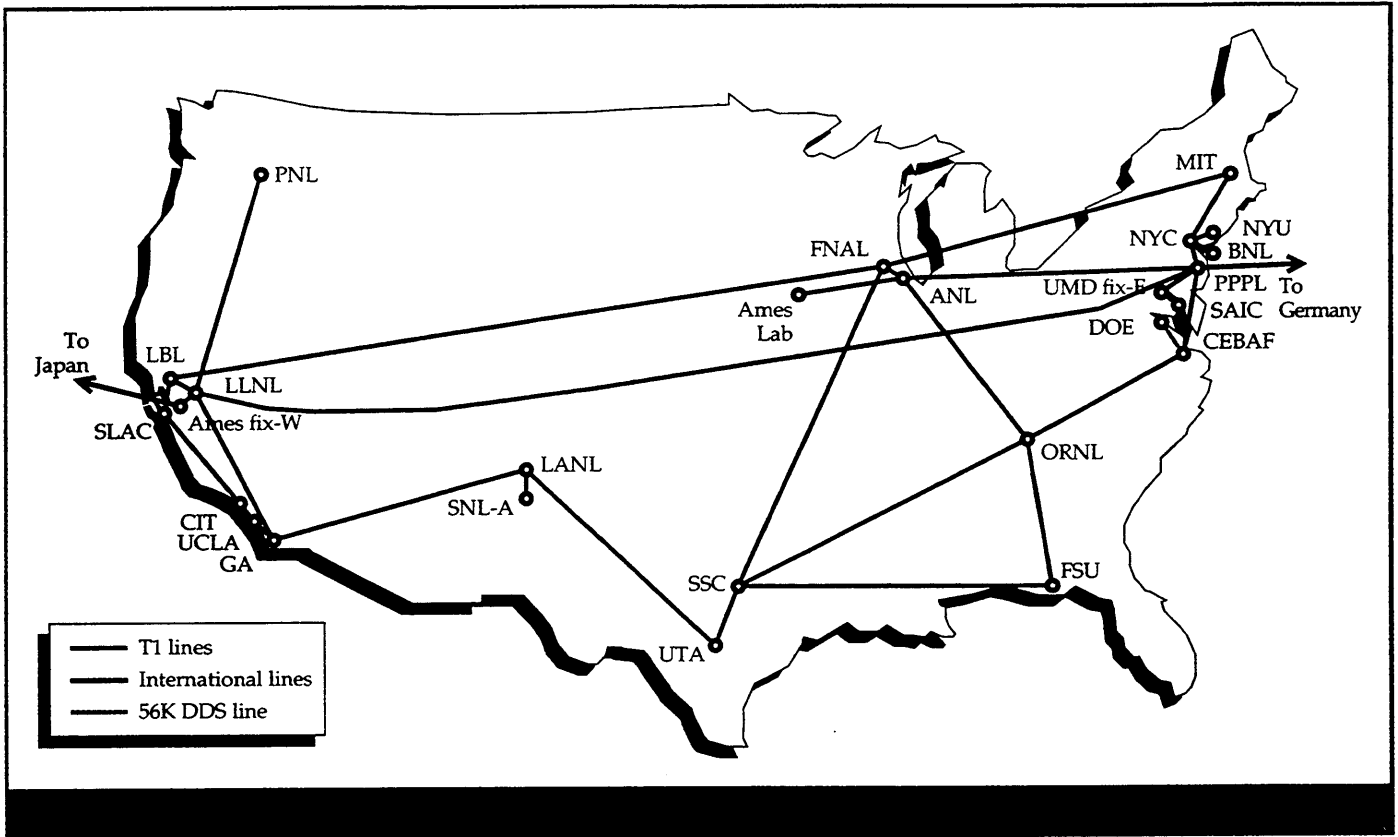 PNL
MIT
NYC
NYU
BNL
FNAL
ANL
UMD fix-E
PPPL
To
Germany
Ames
Lab
SAIC
DOE
CEBAF
To
Japan
LBL
LLNL
Ames fix-W
SLAC
ORNL
LANL
SNL-A
CIT
UCLA
GA
SSC
FSU
UTA
T1 lines
International lines
56K DDS line